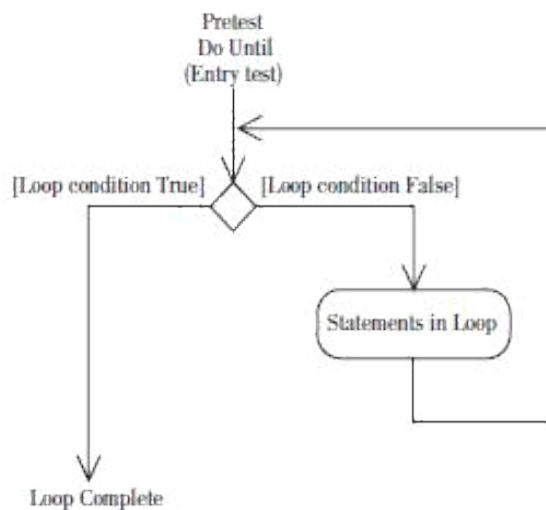 Pretest
Do Until
(Entry test)
[Loop condition True]
[Loop condition False]
Statements in Loop
Loop Complete